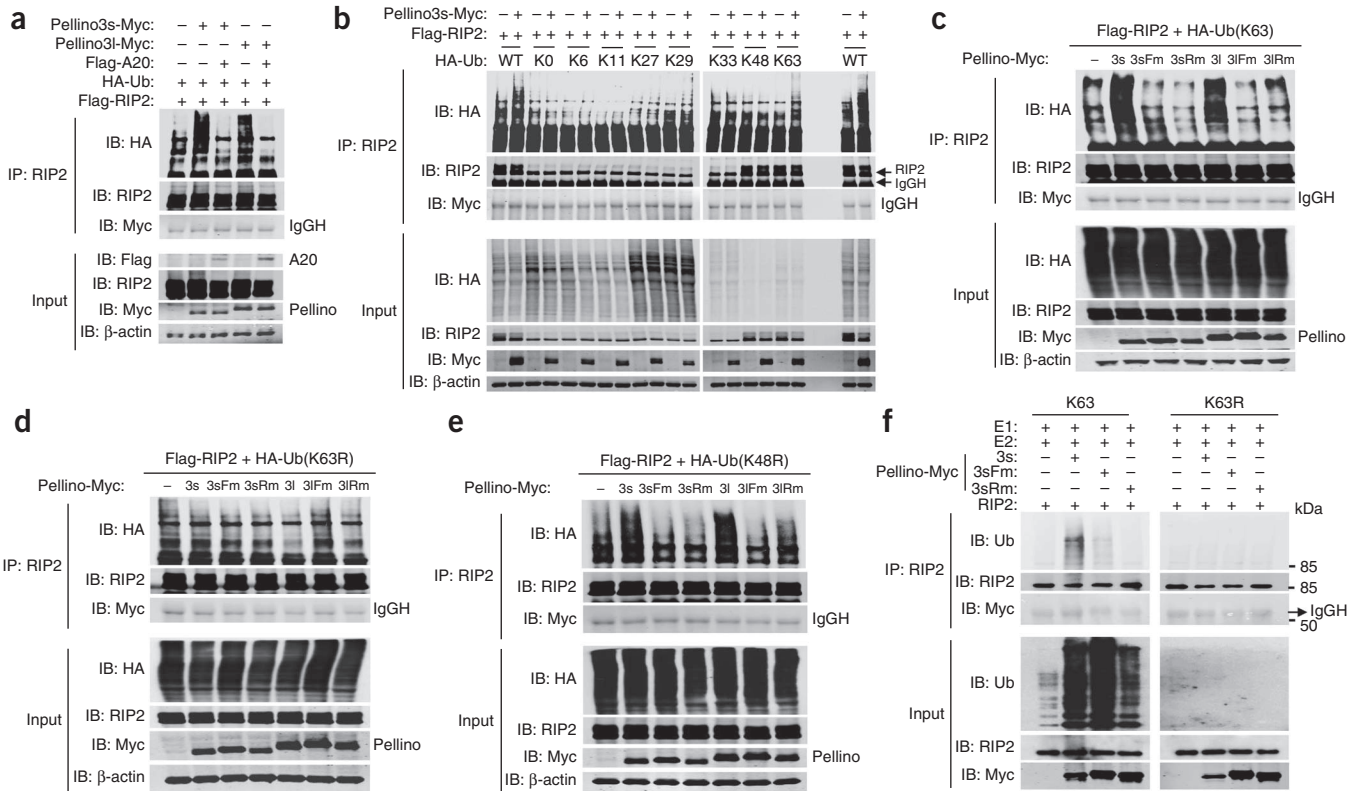 a
Pellino3s-Myc: – + + – –
Pellino3l-Myc: – – – + +
Flag-A20: – – + – +
HA-Ub: + + + + +
Flag-RIP2: + + + + +
IP: RIP2
IB: HA
IB: RIP2
IB: Myc
IgGH
Input
IB: Flag
A20
IB: RIP2
IB: Myc
Pellino
IB: β-actin
b
Pellino3s-Myc: – + – + – + – + – + – + – + – + – + – +
Flag-RIP2: + + + + + + + + + + + + + + + + + + + +
HA-Ub: WT K0 K6 K11 K27 K29 K33 K48 K63 WT
IP: RIP2
IB: HA
IB: RIP2
RIP2
IgGH
IB: Myc
IgGH
Input
IB: HA
IB: RIP2
IB: Myc
IB: β-actin
c
Flag-RIP2 + HA-Ub(K63)
Pellino-Myc: – 3s 3sFm 3sRm 3l 3lFm 3lRm
IP: RIP2
IB: HA
IB: RIP2
IB: Myc
IgGH
Input
IB: HA
IB: RIP2
IB: Myc
Pellino
IB: β-actin
d
Flag-RIP2 + HA-Ub(K63R)
Pellino-Myc: – 3s 3sFm 3sRm 3l 3lFm 3lRm
IP: RIP2
IB: HA
IB: RIP2
IB: Myc
IgGH
Input
IB: HA
IB: RIP2
IB: Myc
Pellino
IB: β-actin
e
Flag-RIP2 + HA-Ub(K48R)
Pellino-Myc: – 3s 3sFm 3sRm 3l 3lFm 3lRm
IP: RIP2
IB: HA
IB: RIP2
IB: Myc
IgGH
Input
IB: HA
IB: RIP2
IB: Myc
Pellino
IB: β-actin
f
K63 K63R
E1: + + + + + + + +
E2: + + + + + + + +
Pellino-Myc
3s: – + – – – + – –
3sFm: – – + – – – + –
3sRm: – – – + – – – +
RIP2: + + + + + + + +
kDa
IP: RIP2
IB: Ub
85
IB: RIP2
85
IB: Myc
IgGH
50
Input
IB: Ub
IB: RIP2
IB: Myc